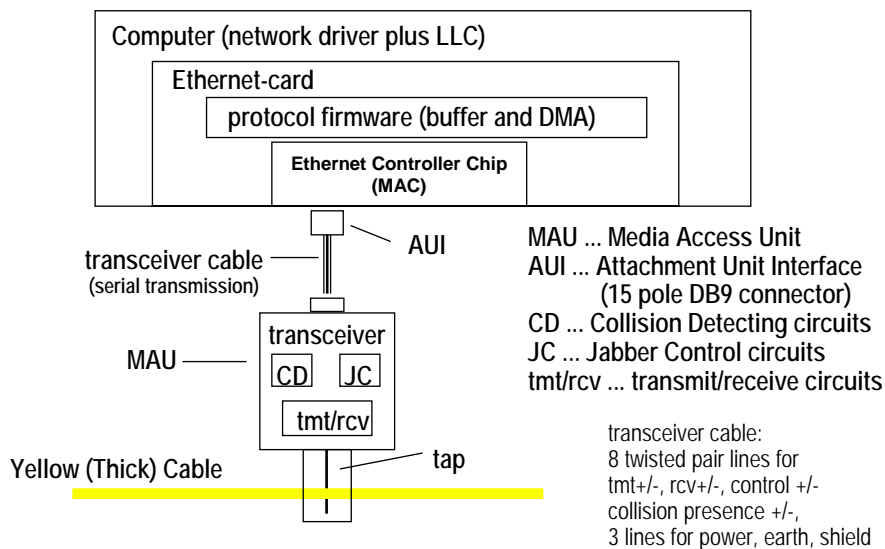 Computer (network driver plus LLC)
Ethernet-card
protocol firmware (buffer and DMA)
Ethernet Controller Chip
(MAC)
AUI
transceiver cable
(serial transmission)
MAU ... Media Access Unit
AUI ... Attachment Unit Interface
(15 pole DB9 connector)
CD ... Collision Detecting circuits
JC ... Jabber Control circuits
tmt/rcv ... transmit/receive circuits
transceiver
MAU
CD
JC
tmt/rcv
tap
Yellow (Thick) Cable
transceiver cable:
8 twisted pair lines for
tmt+/-, rcv+/-, control +/-
collision presence +/-,
3 lines for power, earth, shield